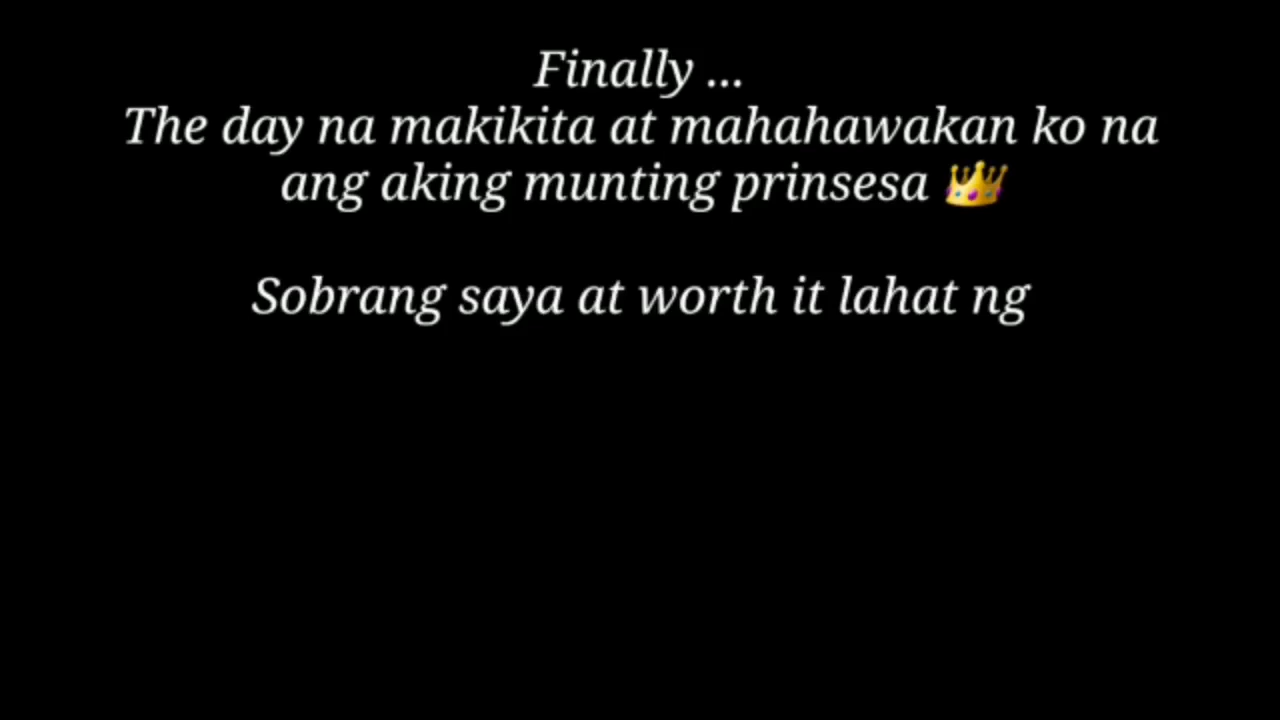 Finally ...
The day na makikita at mahahawakan ko na
ang aking munting prinsesa 👑
Sobrang saya at worth it lahat ng